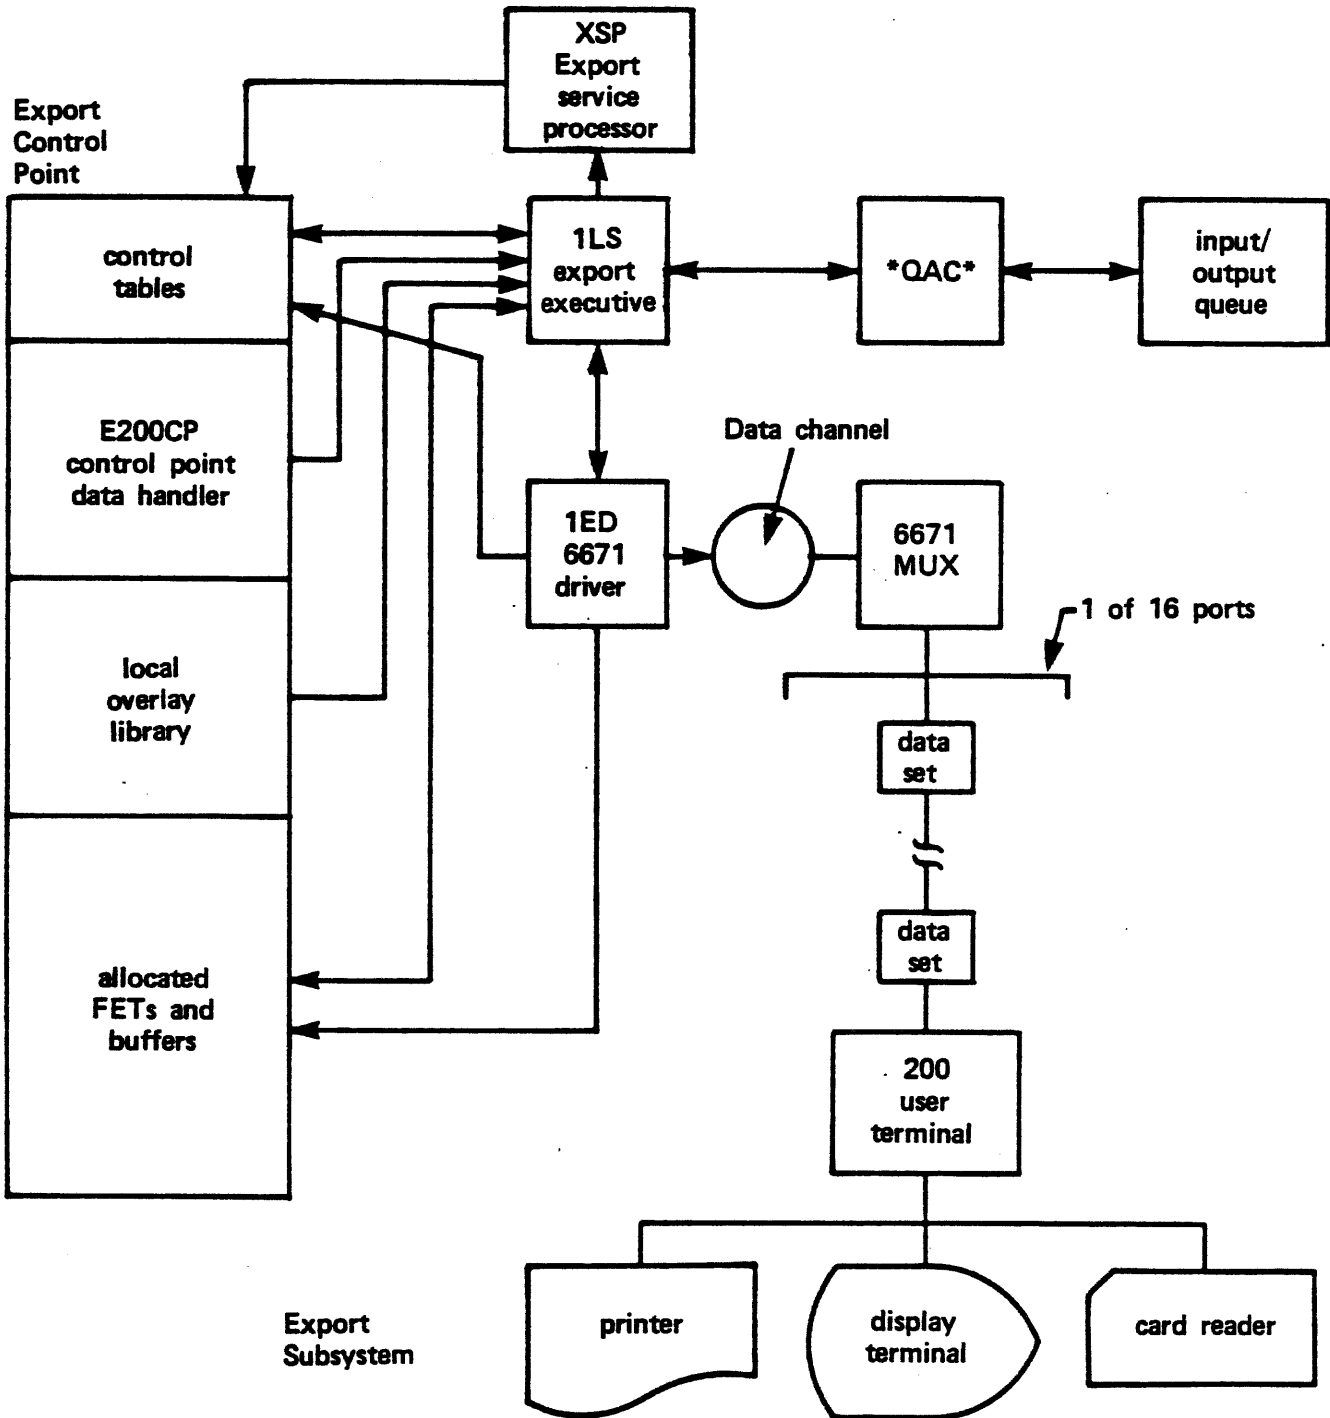 XSP
Export
service
processor
Export
Control
Point
control
tables
1LS
export
executive
*QAC*
input/
output
queue
E200CP
control point
data handler
Data channel
1ED
6671
driver
6671
MUX
1 of 16 ports
local
overlay
library
data
set
data
set
allocated
FETs and
buffers
200
user
terminal
Export
Subsystem
printer
display
terminal
card reader